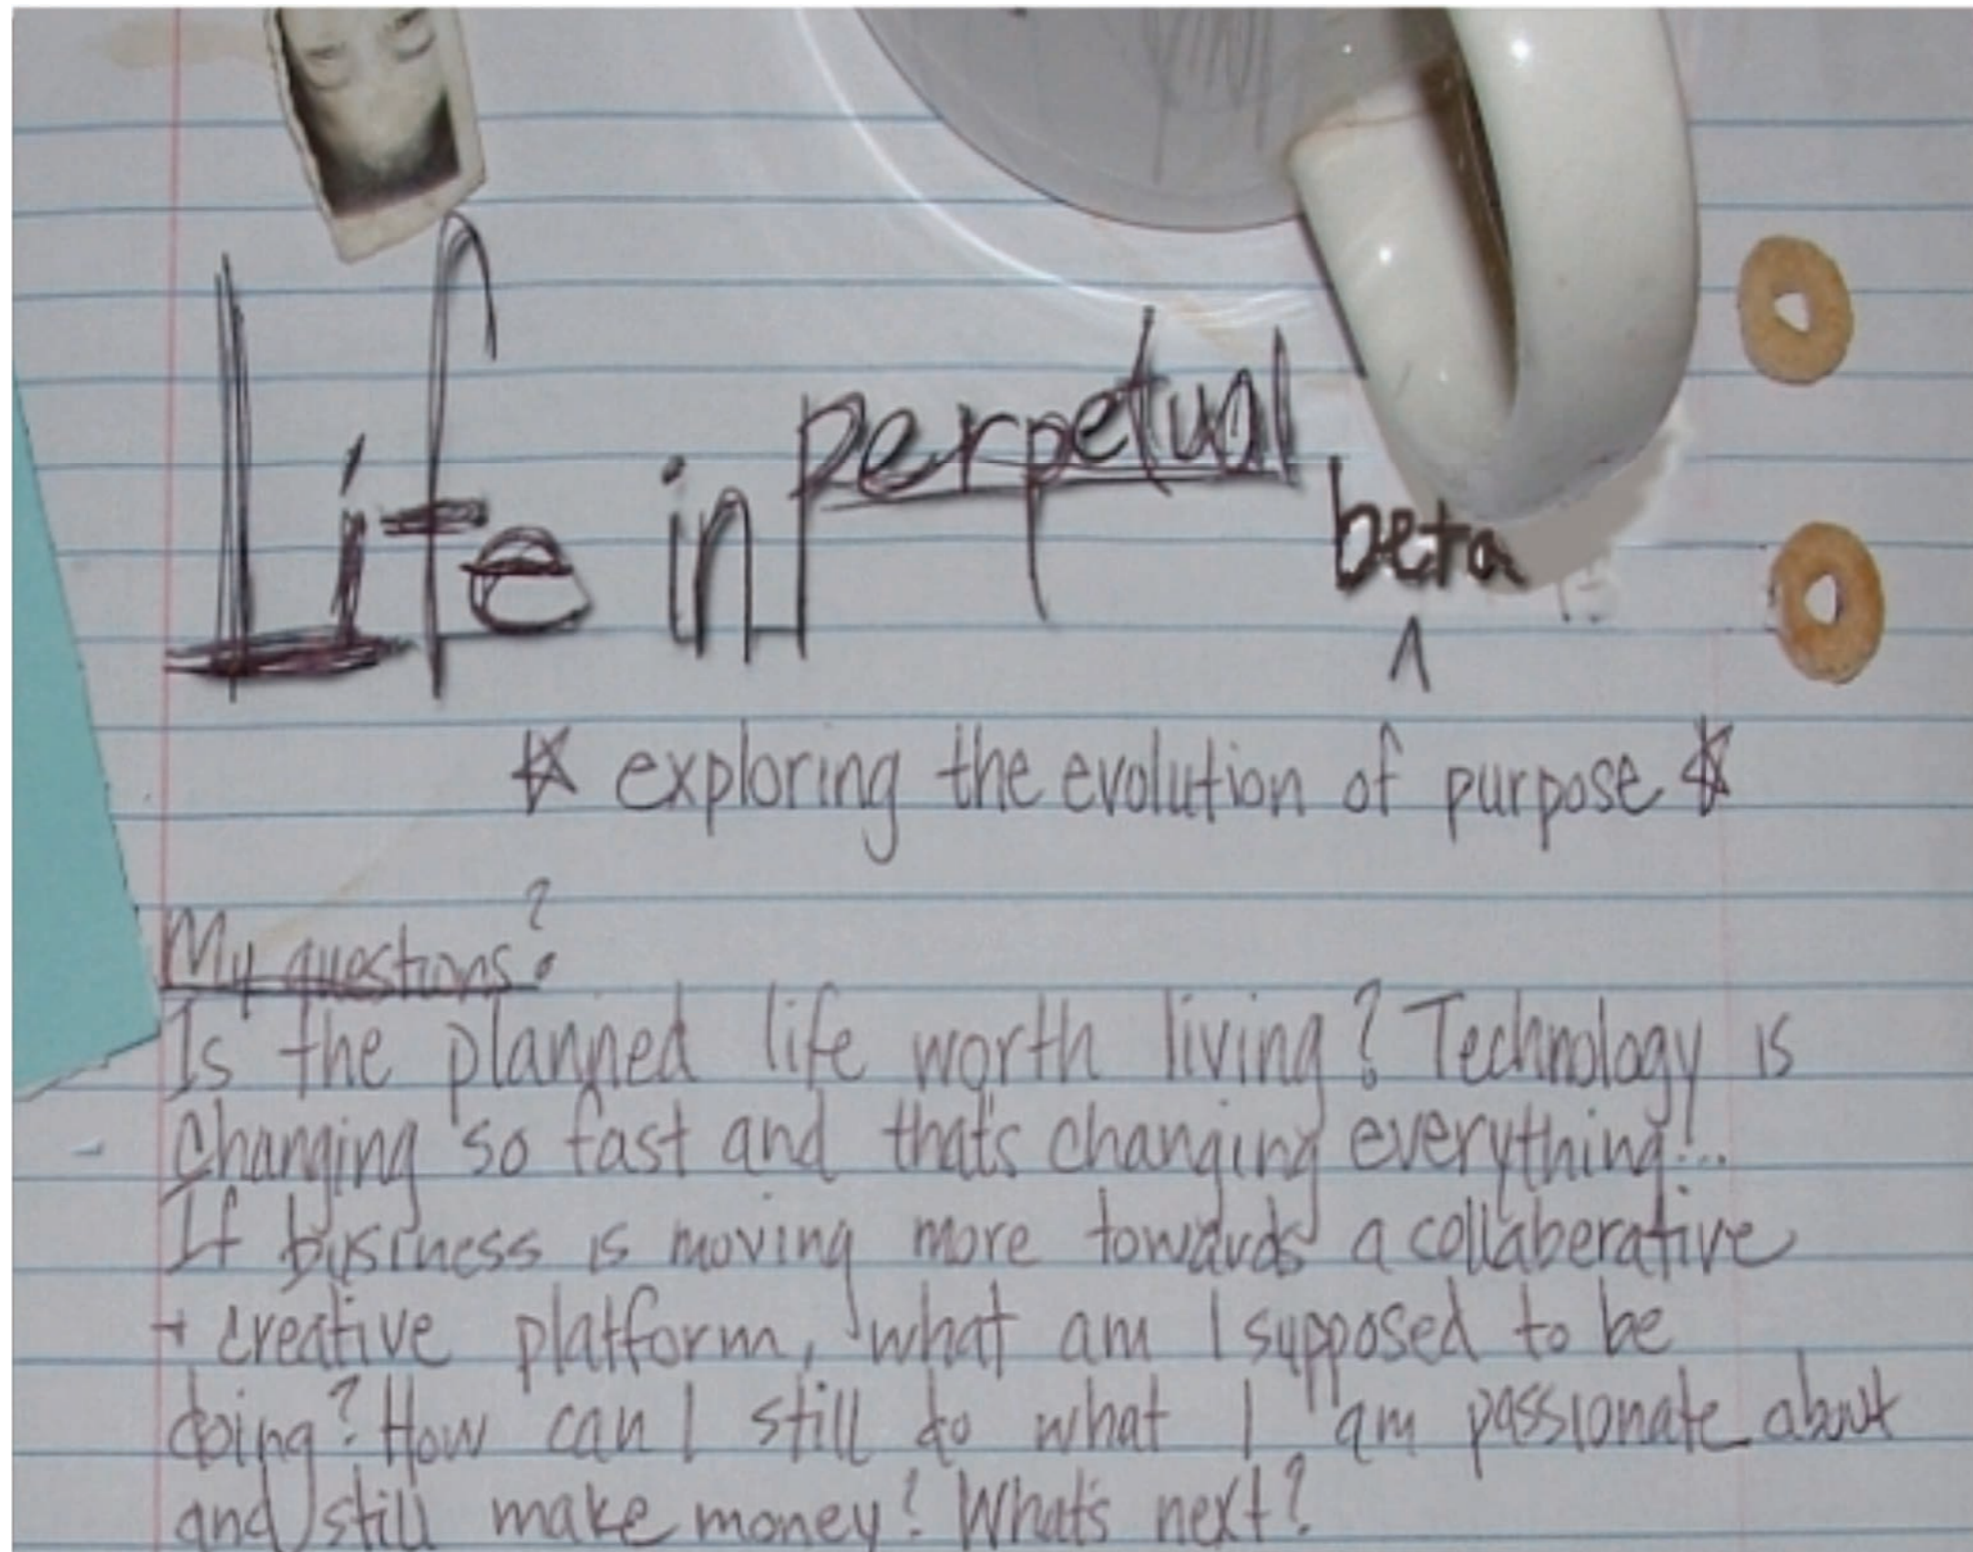 Life in perpetual beta
^
☆ exploring the evolution of purpose ☆
My questions?
Is the planned life worth living? Technology is
changing so fast and that's changing everything!...
If business is moving more towards a collaberative
+ creative platform, what am I supposed to be
doing? How can I still do what I am passionate about
and still make money? What's next?